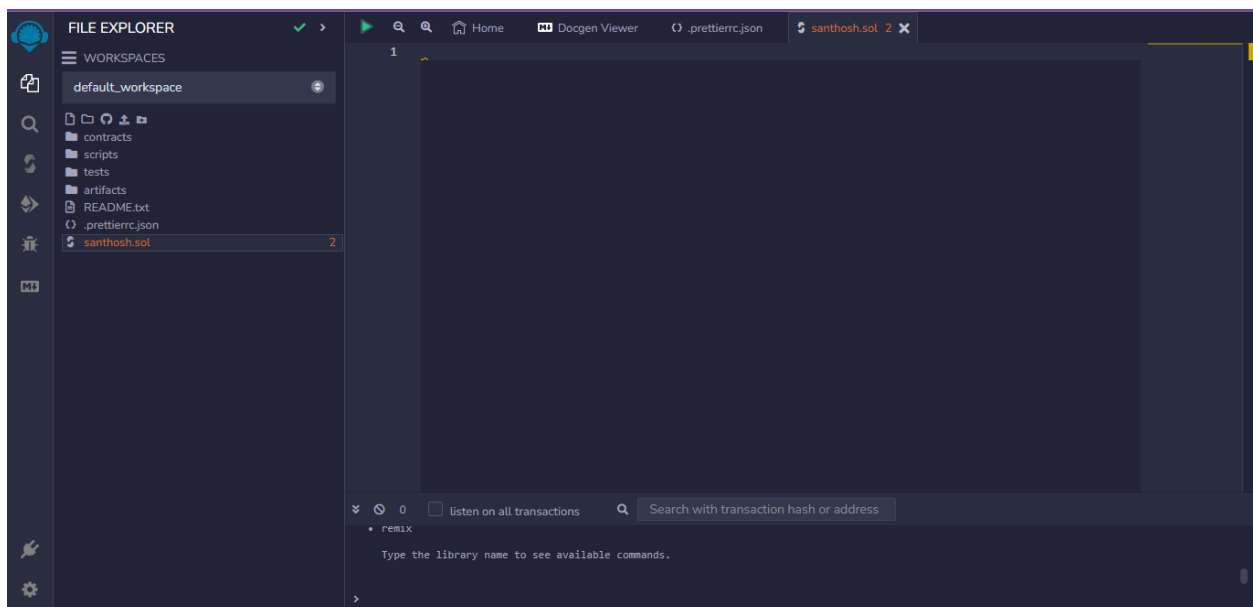 FILE EXPLORER
WORKSPACES
default_workspace
contracts
scripts
tests
artifacts
README.txt
{} .prettierrc.json
santhosh.sol 2
Home
Docgen Viewer
{} .prettierrc.json
santhosh.sol 2
1
0 listen on all transactions Search with transaction hash or address
• remix
Type the library name to see available commands.
>